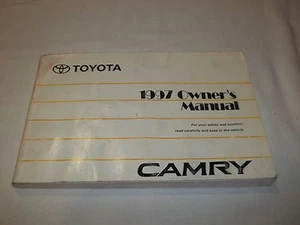 TOYOTA
1997 Owner's
Manual
For your safety and comfort,
read carefully and keep in the vehicle.
CAMRY